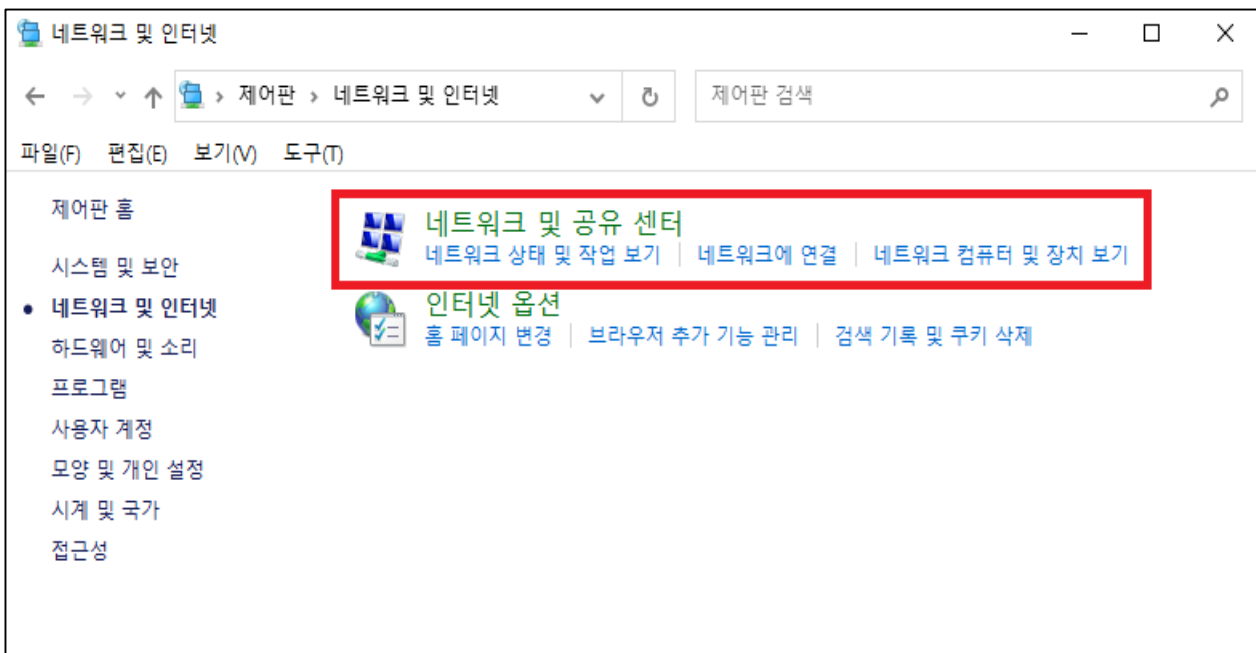 네트워크 및 인터넷
제어판 › 네트워크 및 인터넷
제어판 검색
파일(F) 편집(E) 보기(V) 도구(T)
제어판 홈
시스템 및 보안
네트워크 및 인터넷
하드웨어 및 소리
프로그램
사용자 계정
모양 및 개인 설정
시계 및 국가
접근성
네트워크 및 공유 센터
네트워크 상태 및 작업 보기 | 네트워크에 연결 | 네트워크 컴퓨터 및 장치 보기
인터넷 옵션
홈 페이지 변경 | 브라우저 추가 기능 관리 | 검색 기록 및 쿠키 삭제